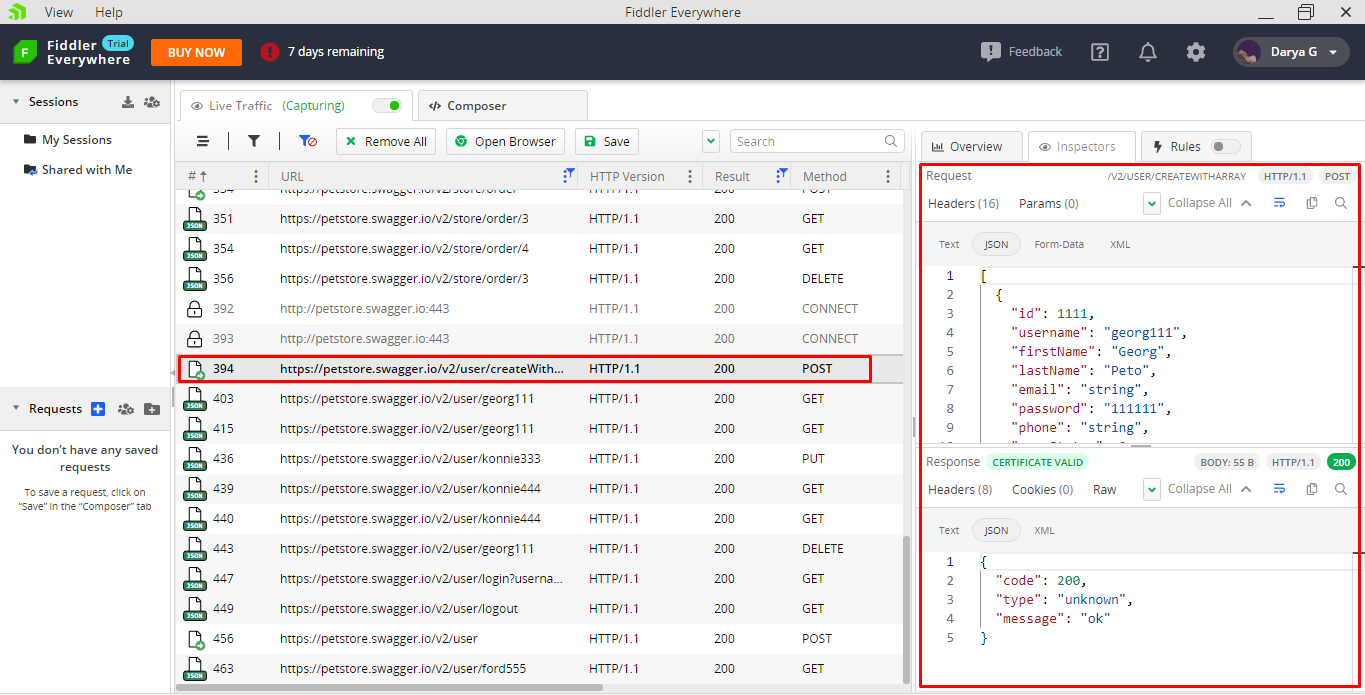 View Help Fiddler Everywhere
F Fiddler Everywhere Trial BUY NOW 7 days remaining Feedback Darya G
Sessions
My Sessions
Shared with Me
Requests
You don't have any saved
requests
To save a request, click on
"Save" in the "Composer" tab
Live Traffic (Capturing) Composer
Remove All Open Browser Save Search
# URL HTTP Version Result Method
334 https://petstore.swagger.io/v2/store/order 200 POST
351 https://petstore.swagger.io/v2/store/order/3 HTTP/1.1 200 GET
354 https://petstore.swagger.io/v2/store/order/4 HTTP/1.1 200 GET
356 https://petstore.swagger.io/v2/store/order/3 HTTP/1.1 200 DELETE
392 http://petstore.swagger.io:443 HTTP/1.1 200 CONNECT
393 http://petstore.swagger.io:443 HTTP/1.1 200 CONNECT
394 https://petstore.swagger.io/v2/user/createWith... HTTP/1.1 200 POST
403 https://petstore.swagger.io/v2/user/georg111 HTTP/1.1 200 GET
415 https://petstore.swagger.io/v2/user/georg111 HTTP/1.1 200 GET
436 https://petstore.swagger.io/v2/user/konnie333 HTTP/1.1 200 PUT
439 https://petstore.swagger.io/v2/user/konnie444 HTTP/1.1 200 GET
440 https://petstore.swagger.io/v2/user/konnie444 HTTP/1.1 200 GET
443 https://petstore.swagger.io/v2/user/georg111 HTTP/1.1 200 DELETE
447 https://petstore.swagger.io/v2/user/login?userna... HTTP/1.1 200 GET
449 https://petstore.swagger.io/v2/user/logout HTTP/1.1 200 GET
456 https://petstore.swagger.io/v2/user HTTP/1.1 200 POST
463 https://petstore.swagger.io/v2/user/ford555 HTTP/1.1 200 GET
Overview Inspectors Rules
Request /V2/USER/CREATEWITHARRAY HTTP/1.1 POST
Headers (16) Params (0) Collapse All
Text JSON Form-Data XML
1 [
2 {
3 "id": 1111,
4 "username": "georg111",
5 "firstName": "Georg",
6 "lastName": "Peto",
7 "email": "string",
8 "password": "111111",
9 "phone": "string",
Response CERTIFICATE VALID BODY: 55 B HTTP/1.1 200
Headers (8) Cookies (0) Raw Collapse All
Text JSON XML
1 {
2 "code": 200,
3 "type": "unknown",
4 "message": "ok"
5 }